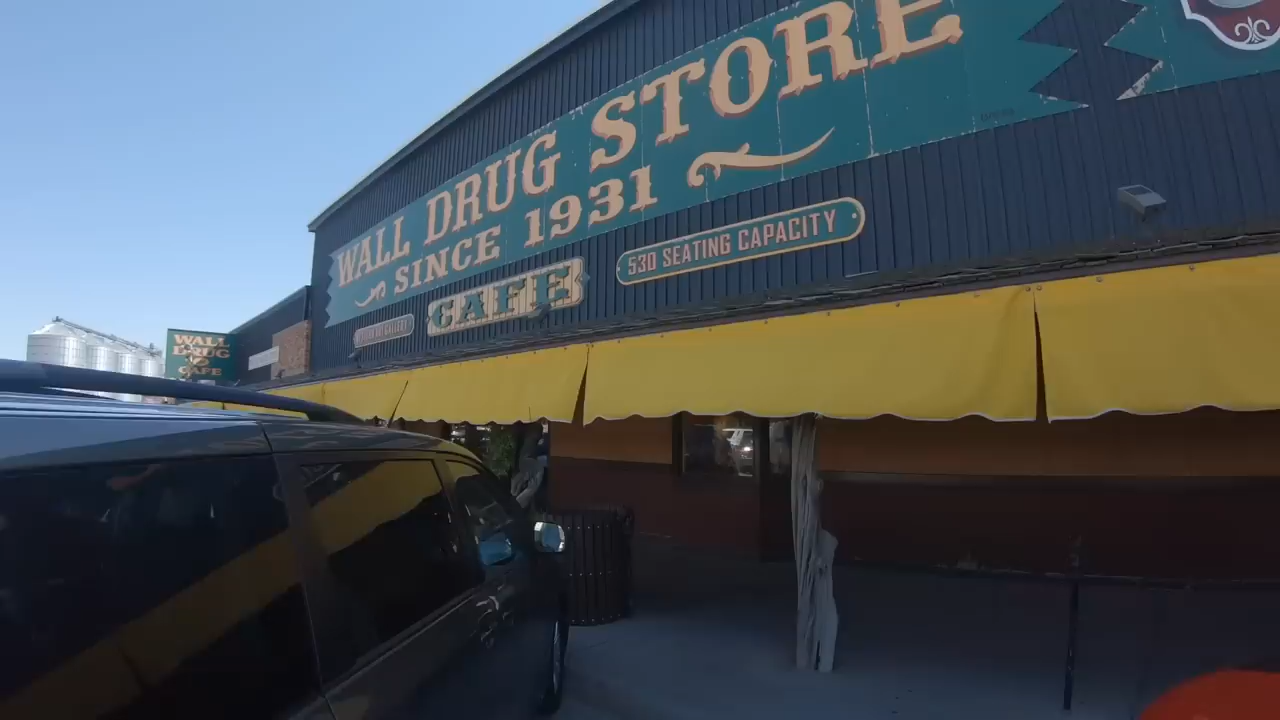 WALL DRUG STORE
SINCE 1931
530 SEATING CAPACITY
CAFE
WALL
DRUG
CAFE